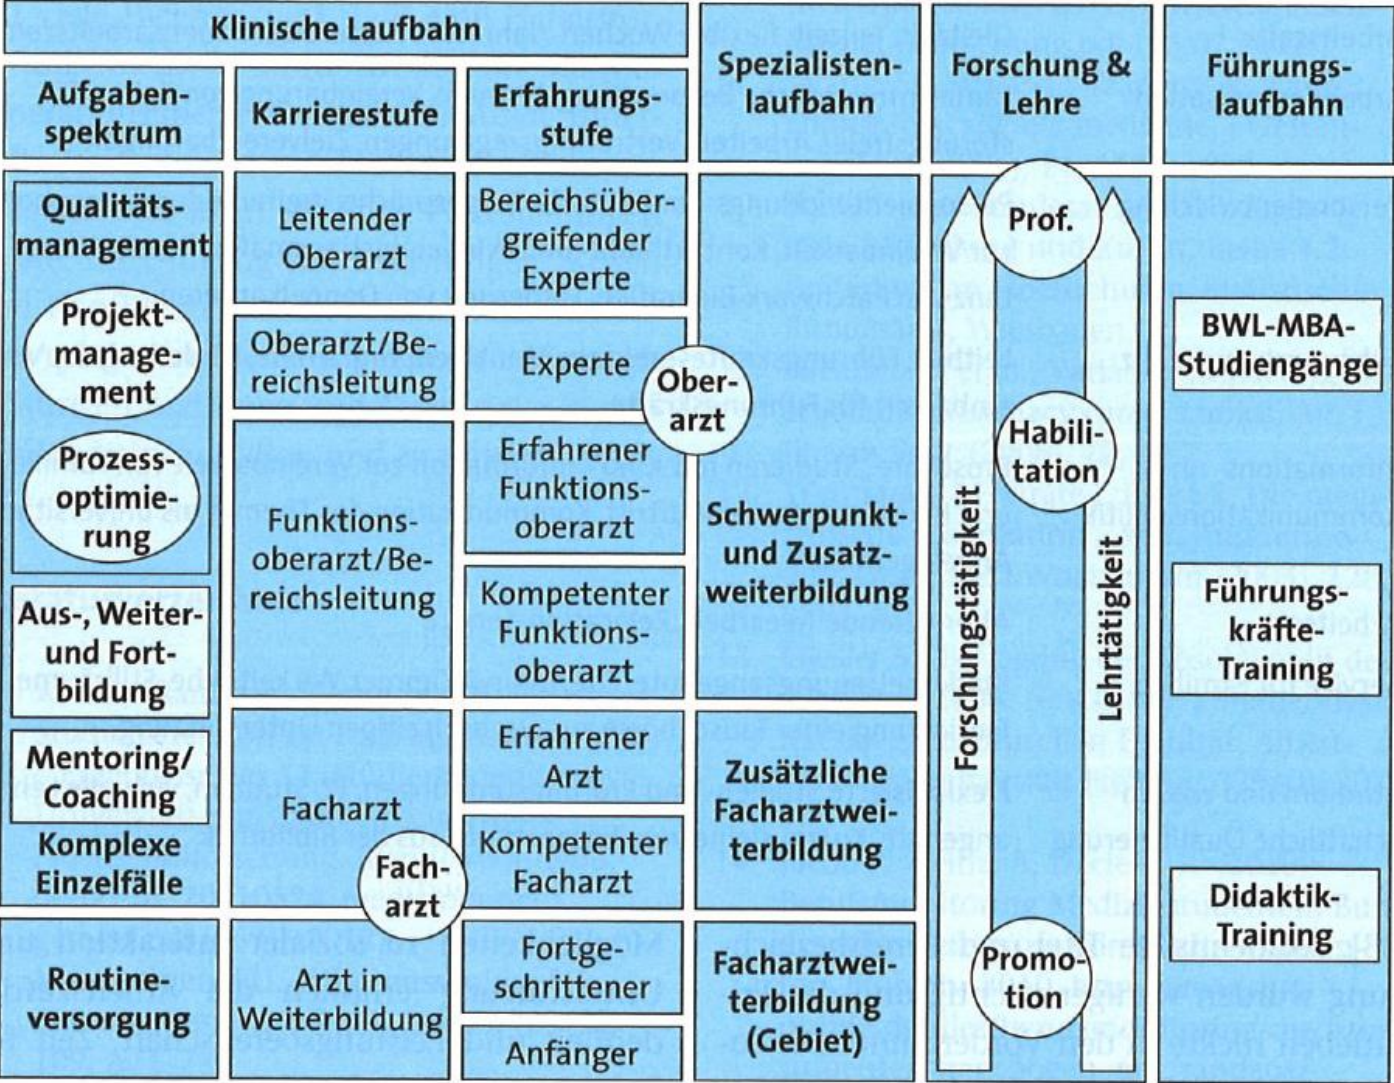 Klinische Laufbahn
Aufgaben-
spektrum
Karrierestufe
Erfahrungs-
stufe
Spezialisten-
laufbahn
Forschung &
Lehre
Führungs-
laufbahn
Qualitäts-
management
Projekt-
manage-
ment
Prozess-
optimie-
rung
Aus-, Weiter-
und Fort-
bildung
Mentoring/
Coaching
Komplexe
Einzelfälle
Routine-
versorgung
Leitender
Oberarzt
Oberarzt/Be-
reichsleitung
Funktions-
oberarzt/Be-
reichsleitung
Facharzt
Fach-
arzt
Arzt in
Weiterbildung
Bereichsüber-
greifender
Experte
Experte
Ober-
arzt
Erfahrener
Funktions-
oberarzt
Kompetenter
Funktions-
oberarzt
Erfahrener
Arzt
Kompetenter
Facharzt
Fortge-
schrittener
Anfänger
Schwerpunkt-
und Zusatz-
weiterbildung
Zusätzliche
Facharztwei-
terbildung
Facharztwei-
terbildung
(Gebiet)
Prof.
Habili-
tation
Forschungstätigkeit
Lehrtätigkeit
Promo-
tion
BWL-MBA-
Studiengänge
Führungs-
kräfte-
Training
Didaktik-
Training